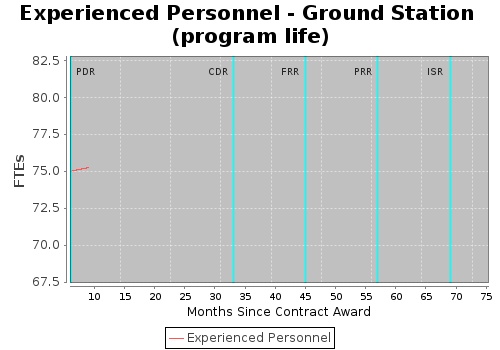 Experienced Personnel - Ground Station
(program life)
82.5
80.0
77.5
75.0
72.5
70.0
67.5
FTEs
PDR CDR FRR PRR ISR
10 15 20 25 30 35 40 45 50 55 60 65 70 75
Months Since Contract Award
Experienced Personnel